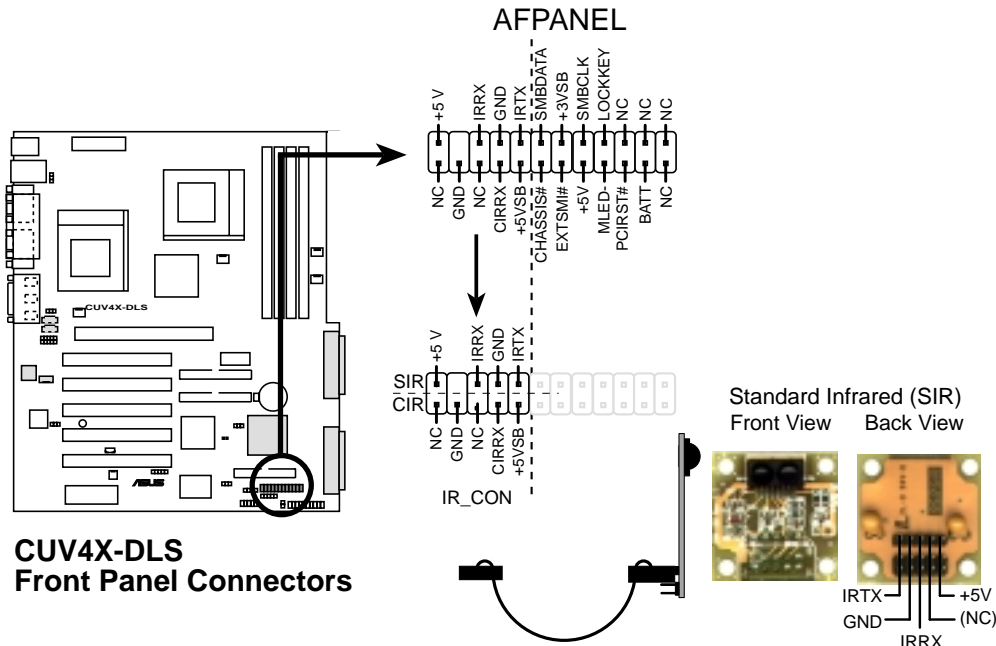 AFPANEL
+5 V
IRRX
GND
IRTX
SMBDATA
+3VSB
SMBCLK
LOCKKEY
NC
NC
NC
NC
GND
NC
CIRRX
+5VSB
CHASSIS#
EXTSMI#
+5V
MLED-
PCIRST#
BATT
NC
CUV4X-DLS
ASUS
+5 V
IRRX
GND
IRTX
SIR
CIR
NC
GND
NC
CIRRX
+5VSB
IR_CON
Standard Infrared (SIR)
Front View Back View
IRTX
GND
IRRX
+5V
(NC)
CUV4X-DLS
Front Panel Connectors